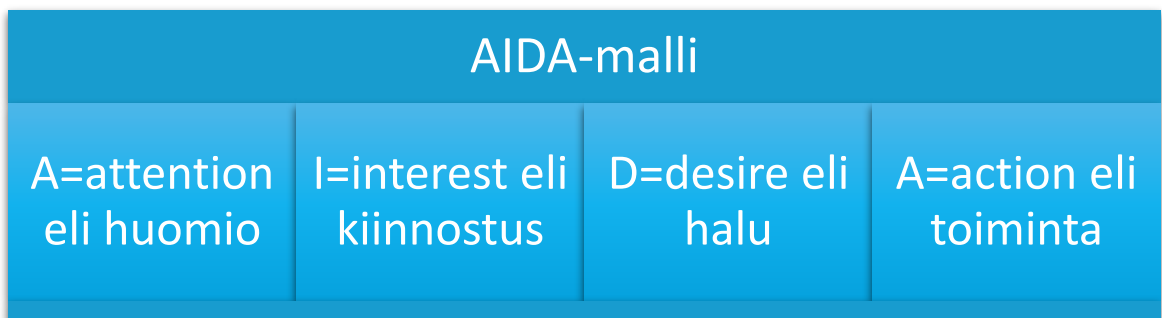 AIDA-malli
A=attention
eli huomio
I=interest eli
kiinnostus
D=desire eli
halu
A=action eli
toiminta